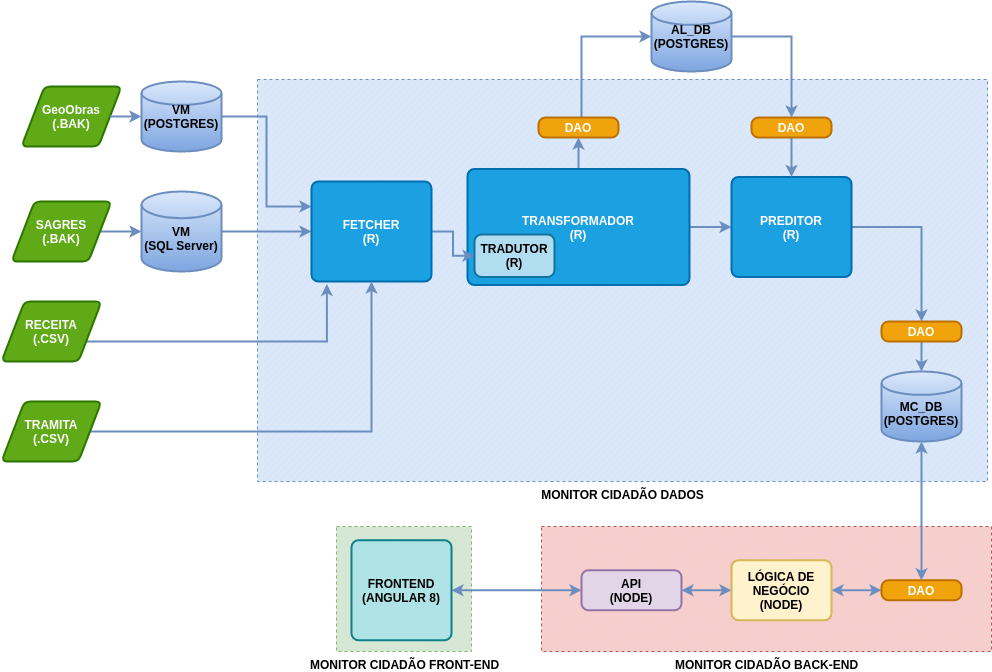 AL_DB
(POSTGRES)
GeoObras
(.BAK)
VM
(POSTGRES)
DAO
DAO
SAGRES
(.BAK)
VM
(SQL Server)
FETCHER
(R)
TRANSFORMADOR
(R)
TRADUTOR
(R)
PREDITOR
(R)
RECEITA
(.CSV)
DAO
TRAMITA
(.CSV)
MC_DB
(POSTGRES)
MONITOR CIDADÃO DADOS
FRONTEND
(ANGULAR 8)
API
(NODE)
LÓGICA DE
NEGÓCIO
(NODE)
DAO
MONITOR CIDADÃO FRONT-END
MONITOR CIDADÃO BACK-END